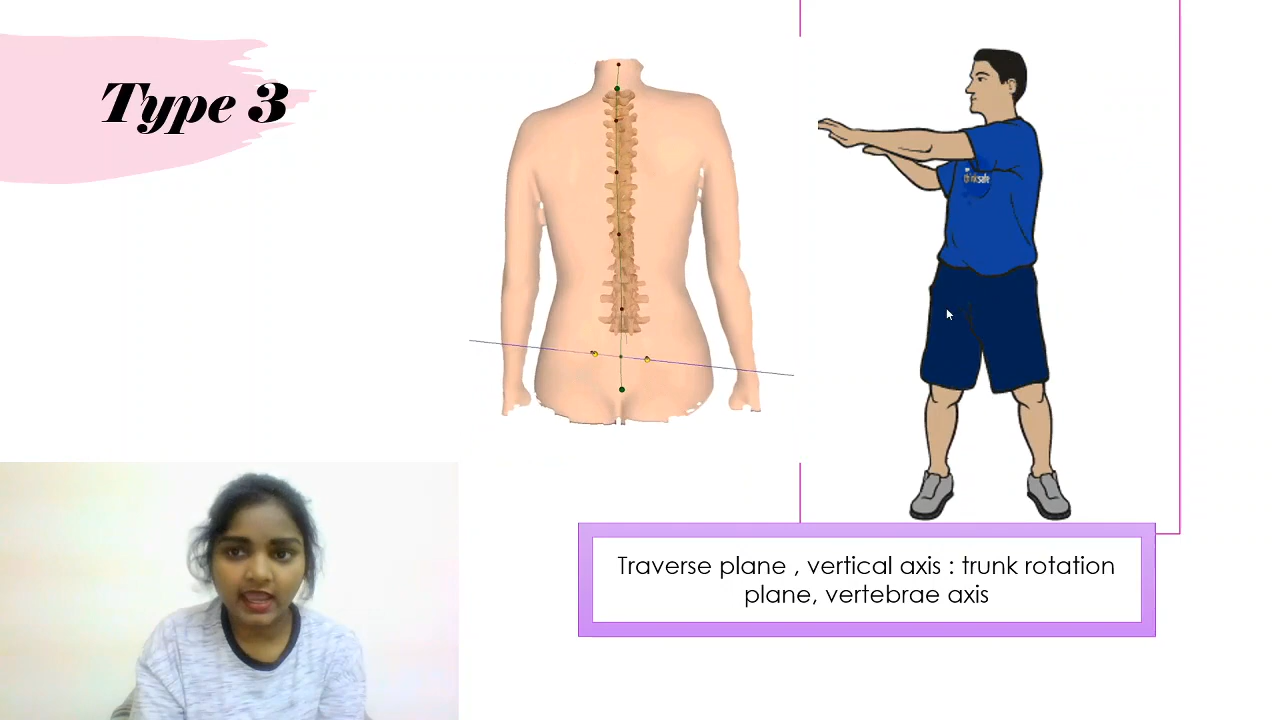 Type 3
Traverse plane , vertical axis : trunk rotation
plane, vertebrae axis